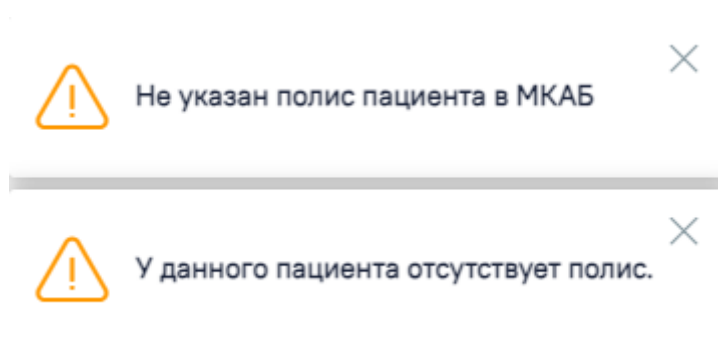 Не указан полис пациента в МКАБ
У данного пациента отсутствует полис.